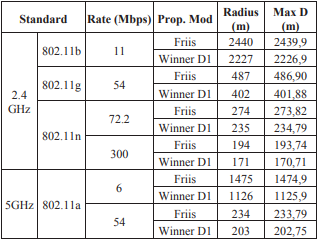 Standard Rate (Mbps) Prop. Mod Radius (m) Max D (m)
2.4 GHz 802.11b 11 Friis 2440 2439,9
Winner D1 2227 2226,9
802.11g 54 Friis 487 486,90
Winner D1 402 401,88
802.11n 72.2 Friis 274 273,82
Winner D1 235 234,79
300 Friis 194 193,74
Winner D1 171 170,71
5GHz 802.11a 6 Friis 1475 1474,9
Winner D1 1126 1125,9
54 Friis 234 233,79
Winner D1 203 202,75